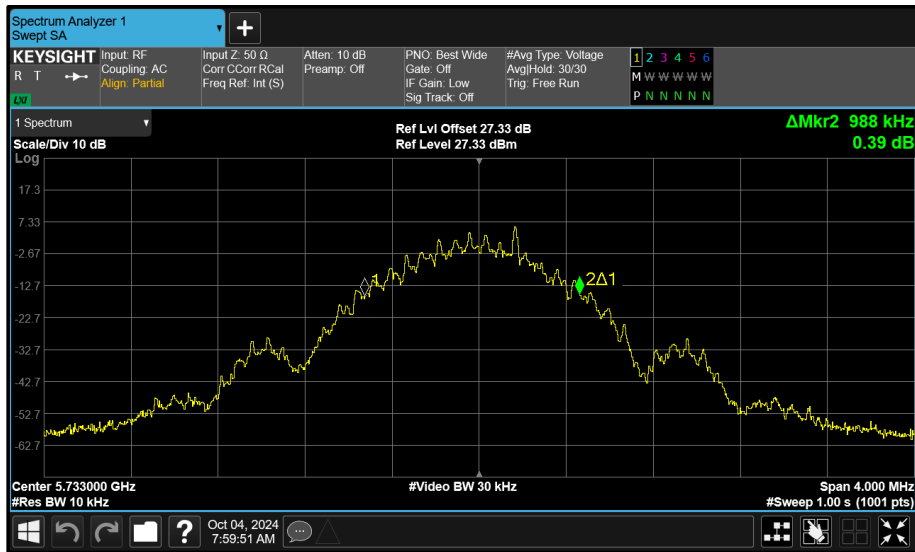 Spectrum Analyzer 1
Swept SA
KEYSIGHT
R T
LXI
Input: RF
Coupling: AC
Align: Partial
Input Z: 50 Ω
Corr CCorr RCal
Freq Ref: Int (S)
Atten: 10 dB
Preamp: Off
PNO: Best Wide
Gate: Off
IF Gain: Low
Sig Track: Off
#Avg Type: Voltage
Avg|Hold: 30/30
Trig: Free Run
1 2 3 4 5 6
M W W W W W
P N N N N N
1 Spectrum
Scale/Div 10 dB
Ref Lvl Offset 27.33 dB
Ref Level 27.33 dBm
ΔMkr2 988 kHz
0.39 dB
Log
17.3
7.33
-2.67
-12.7
-22.7
-32.7
-42.7
-52.7
-62.7
1
2Δ1
Center 5.733000 GHz
#Res BW 10 kHz
#Video BW 30 kHz
Span 4.000 MHz
#Sweep 1.00 s (1001 pts)
?
Oct 04, 2024
7:59:51 AM